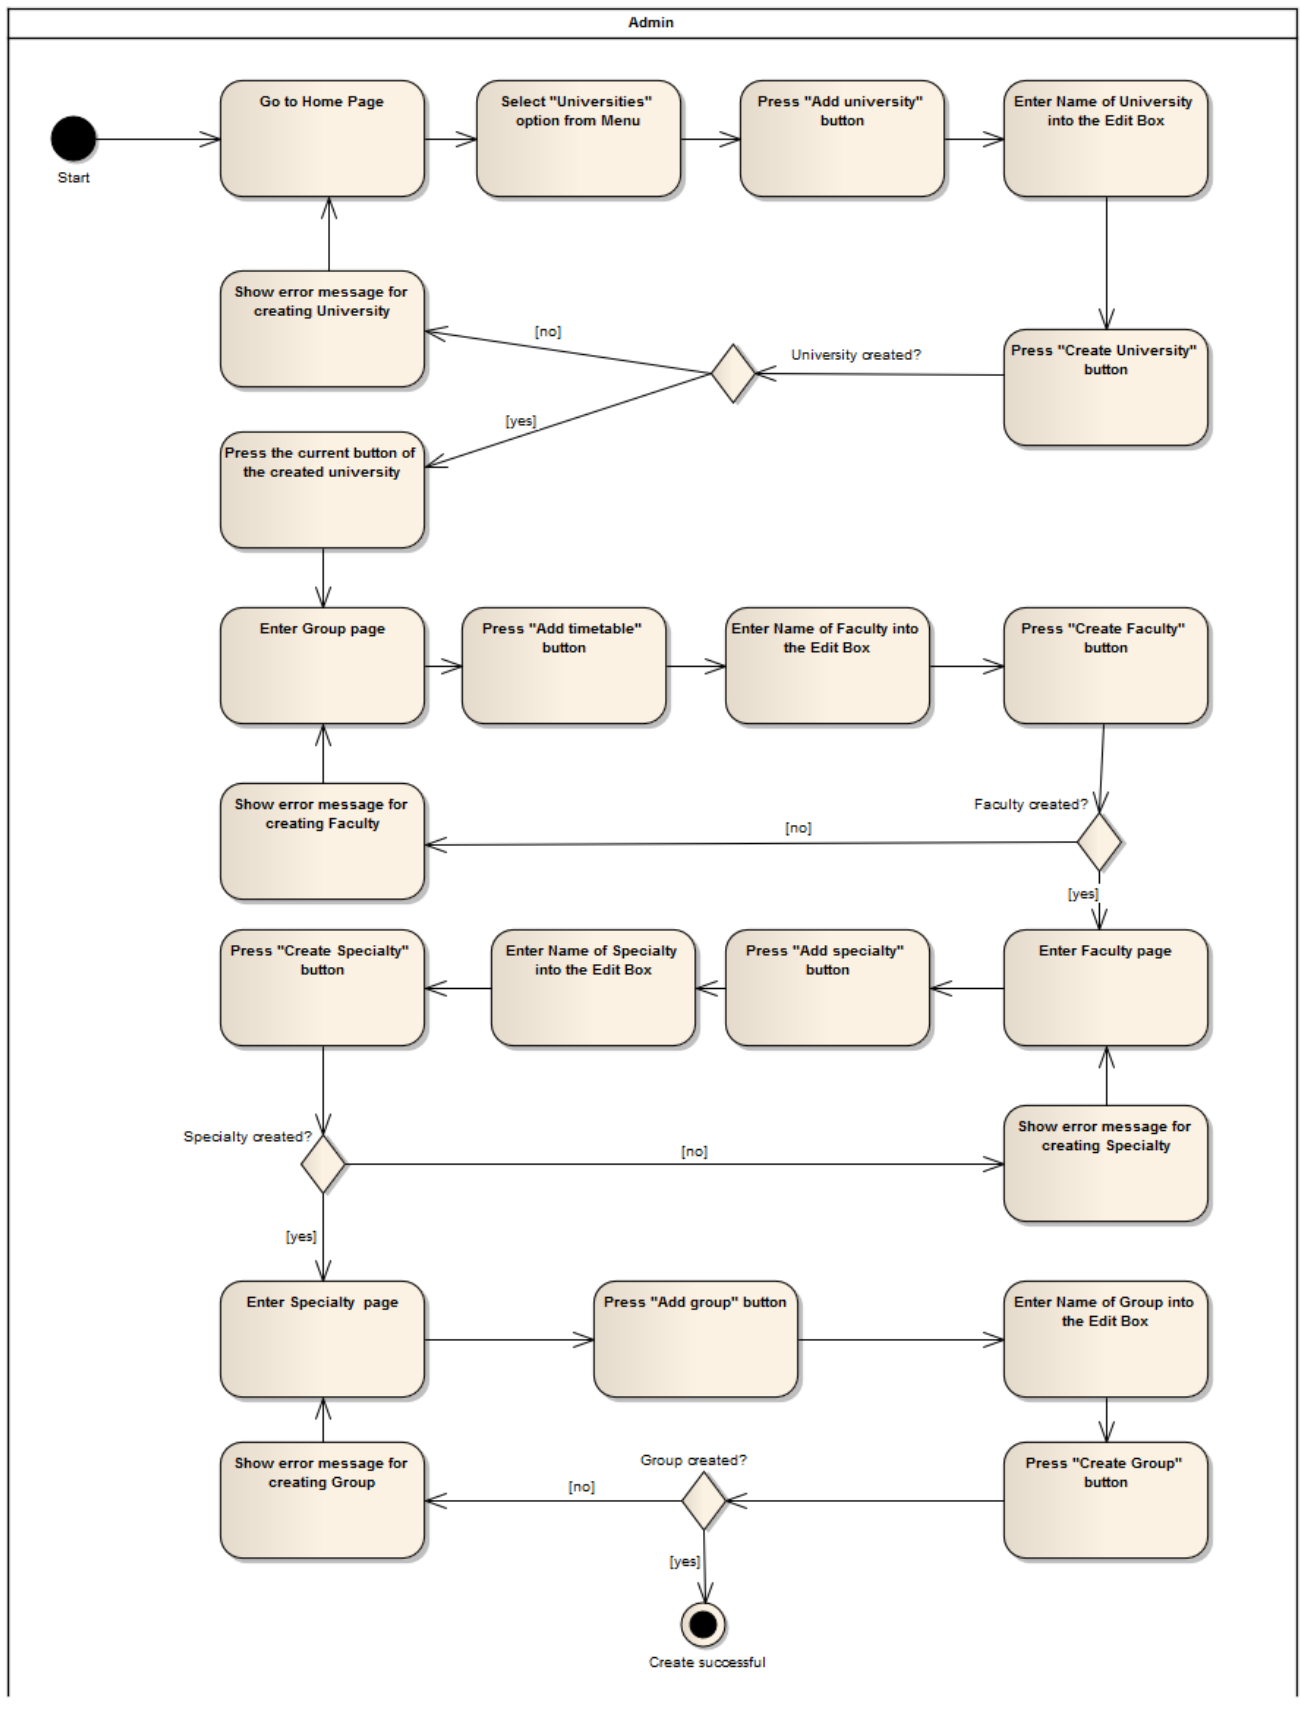 Admin
Go to Home Page
Select "Universities"
option from Menu
Press "Add university"
button
Enter Name of University
into the Edit Box
Start
Show error message for
creating University
[no]
University created?
Press "Create University"
button
[yes]
Press the current button of
the created university
Enter Group page
Press "Add timetable"
button
Enter Name of Faculty into
the Edit Box
Press "Create Faculty"
button
Show error message for
creating Faculty
[no]
Faculty created?
[yes]
Press "Create Specialty"
button
Enter Name of Specialty
into the Edit Box
Press "Add specialty"
button
Enter Faculty page
Specialty created?
[no]
Show error message for
creating Specialty
[yes]
Enter Specialty  page
Press "Add group" button
Enter Name of Group into
the Edit Box
Show error message for
creating Group
[no]
Group created?
Press "Create Group"
button
[yes]
Create successful